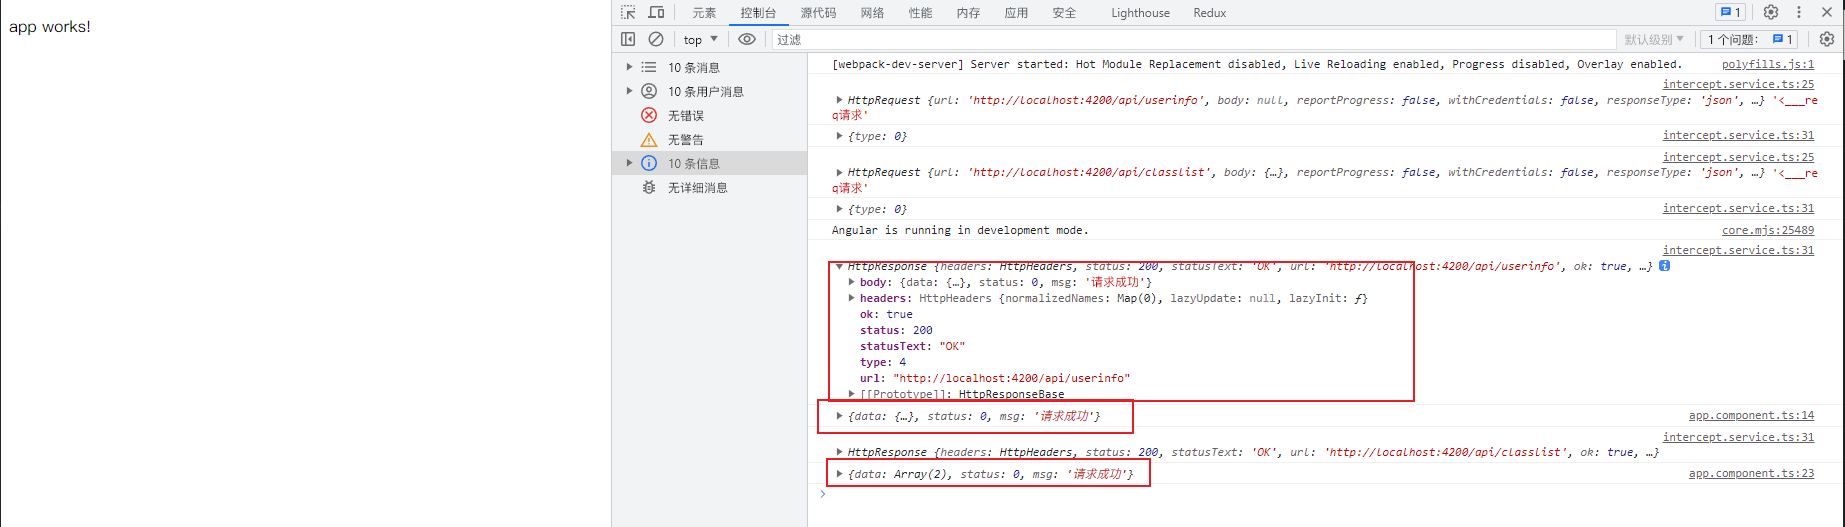 app works!
元素 控制台 源代码 网络 性能 内存 应用 安全 Lighthouse Redux 1
top 过滤 默认级别 1 个问题: 1
10 条消息
10 条用户消息
无错误
无警告
10 条信息
无详细消息
[webpack-dev-server] Server started: Hot Module Replacement disabled, Live Reloading enabled, Progress disabled, Overlay enabled. polyfills.js:1
intercept.service.ts:25
HttpRequest {url: 'http://localhost:4200/api/userinfo', body: null, reportProgress: false, withCredentials: false, responseType: 'json', …} '<___re
q请求'
{type: 0} intercept.service.ts:31
intercept.service.ts:25
HttpRequest {url: 'http://localhost:4200/api/classlist', body: {…}, reportProgress: false, withCredentials: false, responseType: 'json', …} '<___re
q请求'
{type: 0} intercept.service.ts:31
Angular is running in development mode. core.mjs:25489
intercept.service.ts:31
HttpResponse {headers: HttpHeaders, status: 200, statusText: 'OK', url: 'http://localhost:4200/api/userinfo', ok: true, …} i
body: {data: {…}, status: 0, msg: '请求成功'}
headers: HttpHeaders {normalizedNames: Map(0), lazyUpdate: null, lazyInit: ƒ}
ok: true
status: 200
statusText: "OK"
type: 4
url: "http://localhost:4200/api/userinfo"
[[Prototype]]: HttpResponseBase
{data: {…}, status: 0, msg: '请求成功'} app.component.ts:14
intercept.service.ts:31
HttpResponse {headers: HttpHeaders, status: 200, statusText: 'OK', url: 'http://localhost:4200/api/classlist', ok: true, …}
{data: Array(2), status: 0, msg: '请求成功'} app.component.ts:23